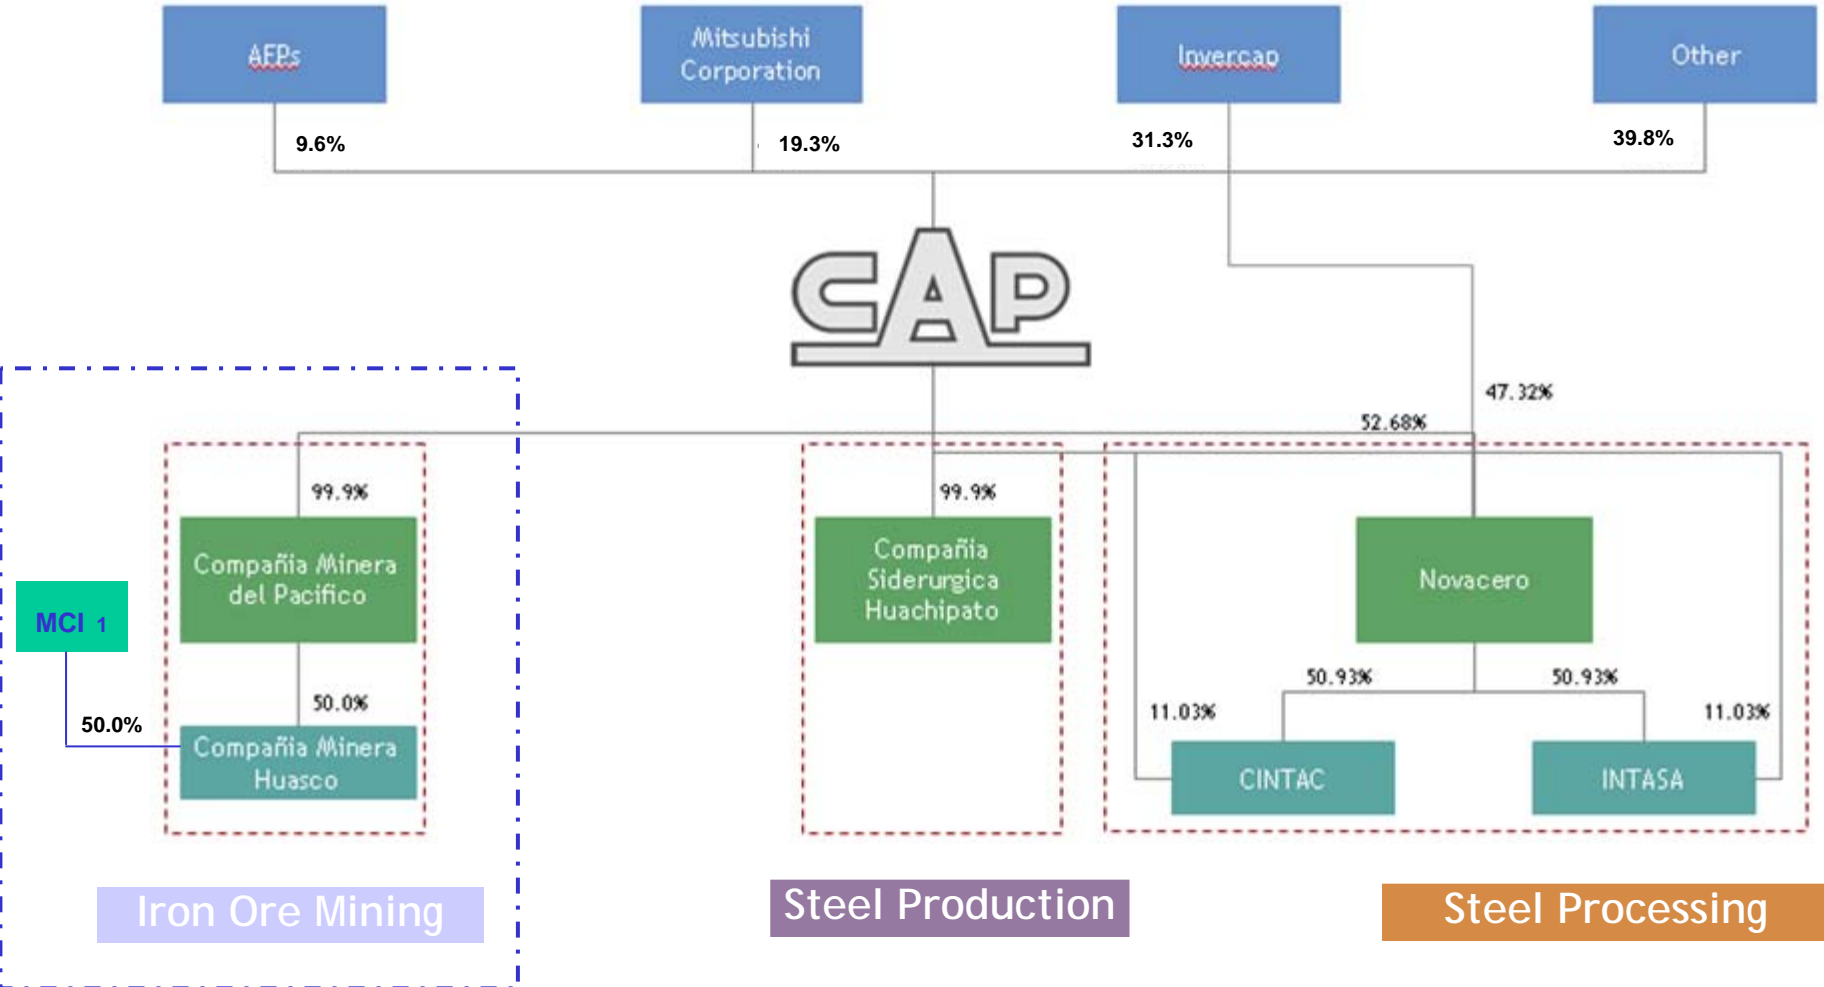 AFPs
Mitsubishi
Corporation
Invercap
Other
9.6%
19.3%
31.3%
39.8%
CAP
47.32%
52.68%
99.9%
99.9%
Compañia Minera
del Pacifico
Compañia
Siderurgica
Huachipato
Novacero
MCI 1
50.0%
50.0%
50.93%
50.93%
11.03%
11.03%
Compañia Minera
Huasco
CINTAC
INTASA
Iron Ore Mining
Steel Production
Steel Processing